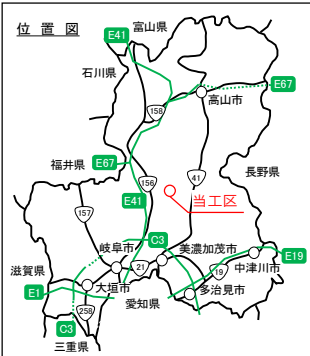 位置図
富山県
E41
石川県
E67
158
高山市
長野県
福井県
E67
156
41
当工区
157
E41
C3
岐阜市
美濃加茂市
滋賀県
21
19
E19
中津川市
E1
大垣市
愛知県
多治見市
258
C3
三重県